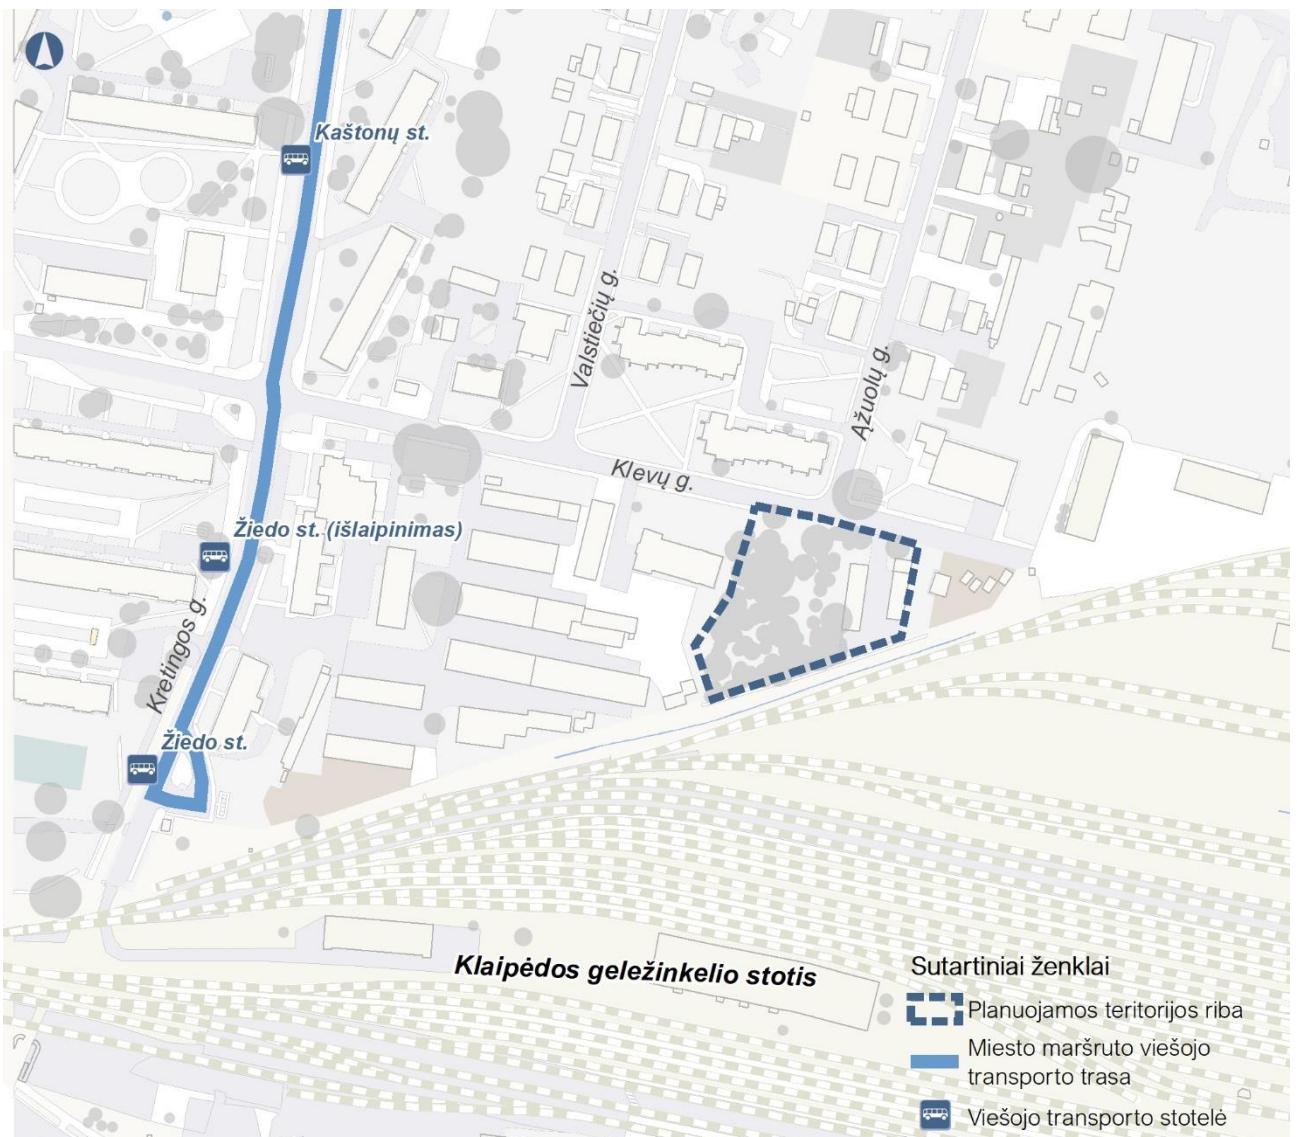 Kaštonų st.
Valstiečių g.
Ąžuolų g.
Klevų g.
Žiedo st. (išlaipinimas)
Kretingos g.
Žiedo st.
Klaipėdos geležinkelio stotis
Sutartiniai ženklai
Planuojamos teritorijos riba
Miesto maršruto viešojo
transporto trasa
Viešojo transporto stotelė